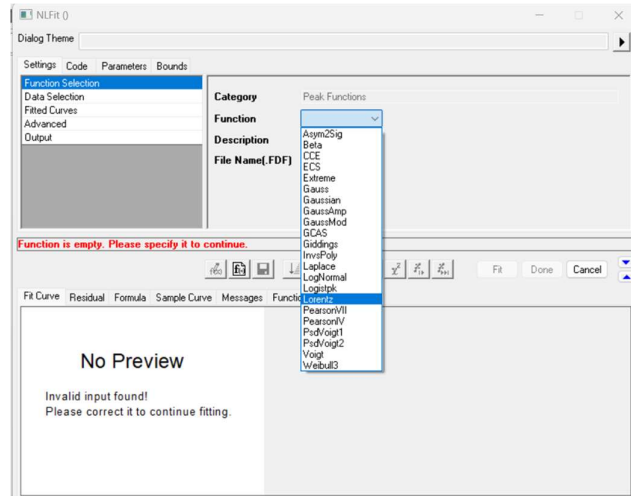 NLFit ()
Dialog Theme
Settings Code Parameters Bounds
Function Selection
Data Selection
Fitted Curves
Advanced
Output
Category Peak Functions
Function
Description
File Name(.FDF)
Asym2Sig
Beta
CCE
ECS
Extreme
Gauss
Gaussian
GaussAmp
GaussMod
GCAS
Giddings
InvsPoly
Laplace
LogNormal
Logistpk
Lorentz
PearsonVII
PearsonIV
PsdVoigt1
PsdVoigt2
Voigt
Weibull3
Function is empty. Please specify it to continue.
Fit Done Cancel
Fit Curve Residual Formula Sample Curve Messages
No Preview
Invalid input found!
Please correct it to continue fitting.